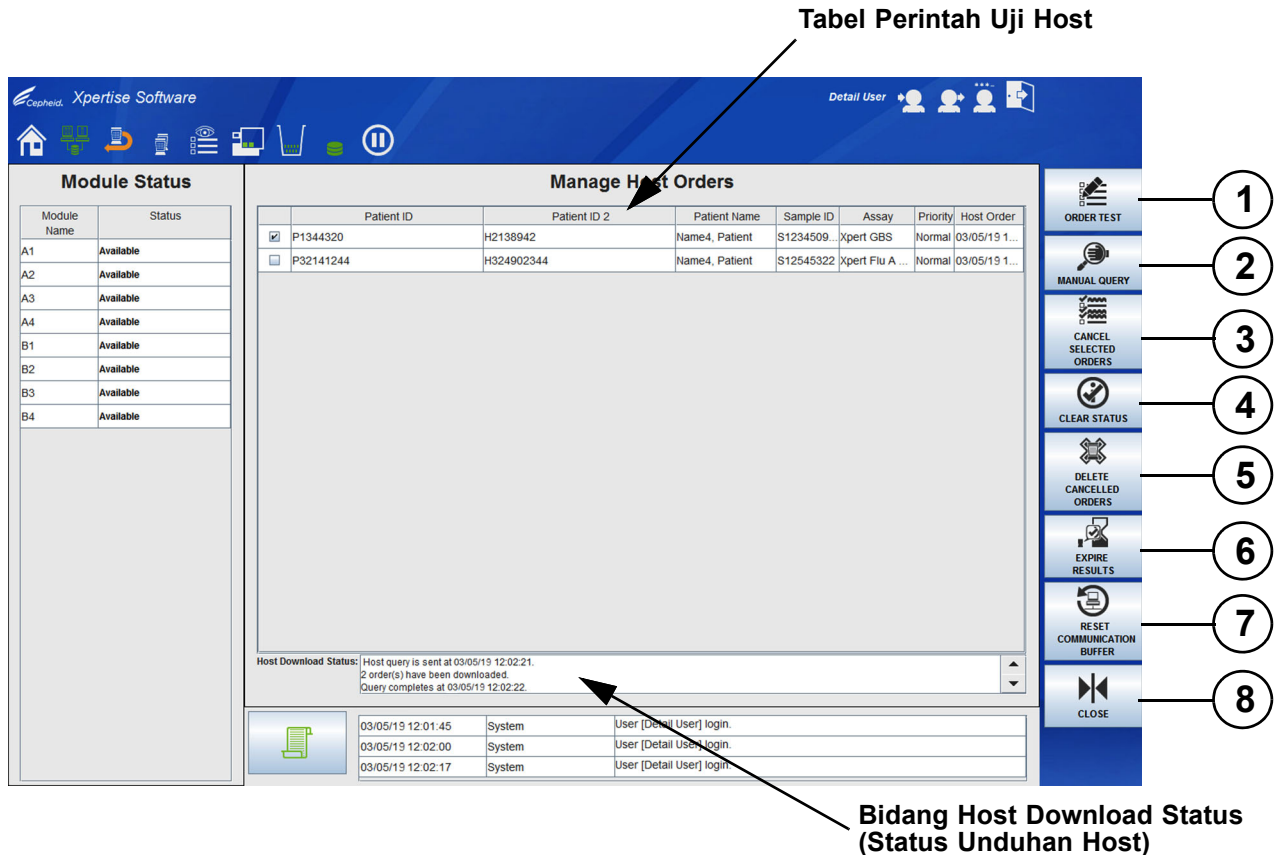 Tabel Perintah Uji Host
Cepheid. Xpertise Software
Detail User
Module Status
Module Name Status
A1 Available
A2 Available
A3 Available
A4 Available
B1 Available
B2 Available
B3 Available
B4 Available
Manage Host Orders
Patient ID Patient ID 2 Patient Name Sample ID Assay Priority Host Order
P1344320 H2138942 Name4, Patient S1234509... Xpert GBS Normal 03/05/19 1...
P32141244 H324902344 Name4, Patient S12545322 Xpert Flu A ... Normal 03/05/19 1...
Host Download Status: Host query is sent at 03/05/19 12:02:21.
2 order(s) have been downloaded.
Query completes at 03/05/19 12:02:22.
03/05/19 12:01:45 System User [Detail User] login.
03/05/19 12:02:00 System User [Detail User] login.
03/05/19 12:02:17 System User [Detail User] login.
ORDER TEST
1
MANUAL QUERY
2
CANCEL
SELECTED
ORDERS
3
CLEAR STATUS
4
DELETE
CANCELLED
ORDERS
5
EXPIRE
RESULTS
6
RESET
COMMUNICATION
BUFFER
7
CLOSE
8
Bidang Host Download Status
(Status Unduhan Host)